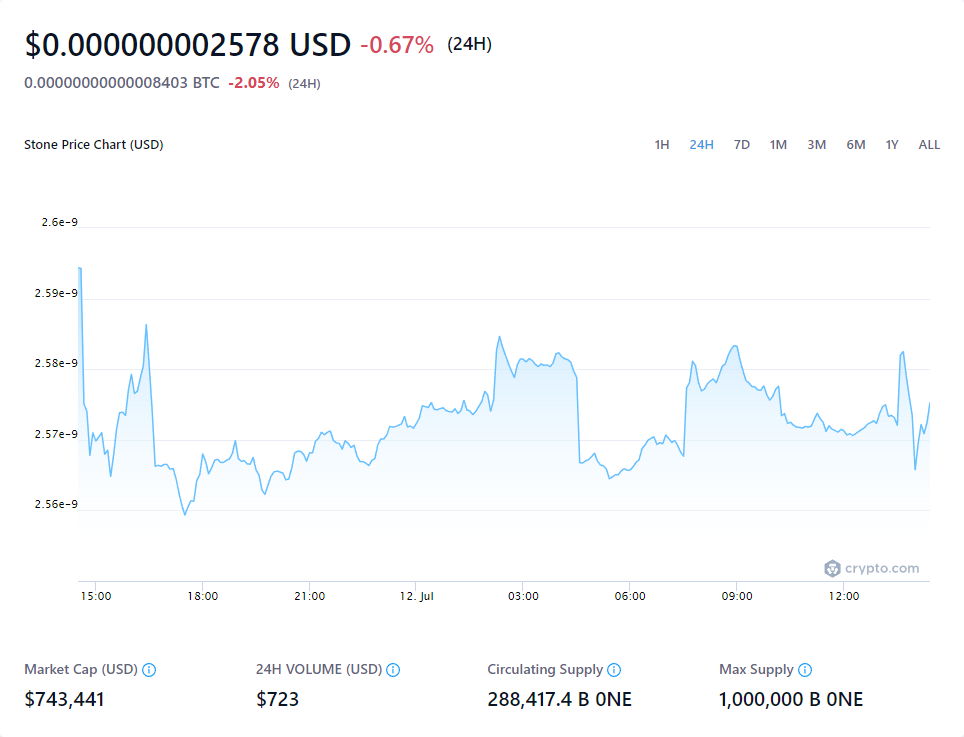 $0.000000002578 USD -0.67% (24H)
0.00000000000008403 BTC -2.05% (24H)
Stone Price Chart (USD) 1H 24H 7D 1M 3M 6M 1Y ALL
2.6e-9
2.59e-9
2.58e-9
2.57e-9
2.56e-9
crypto.com
15:00 18:00 21:00 12. Jul 03:00 06:00 09:00 12:00
Market Cap (USD) 24H VOLUME (USD) Circulating Supply Max Supply
$743,441 $723 288,417.4 B 0NE 1,000,000 B 0NE